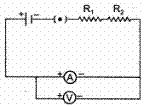 + − R₁ R₂
+ A −
+ V −